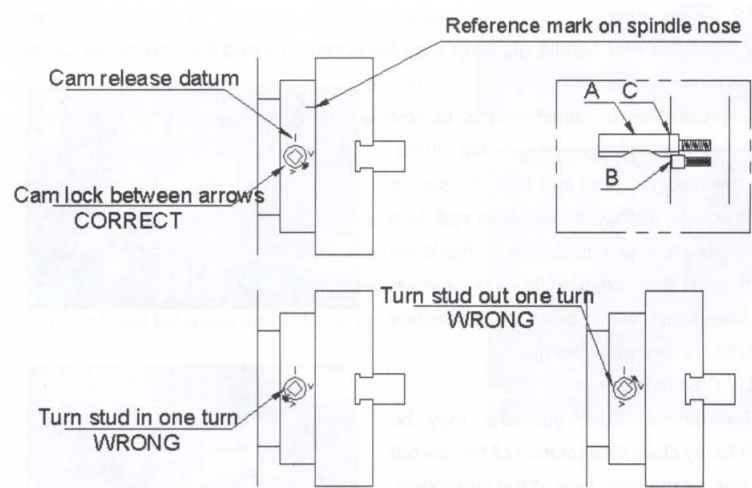 Reference mark on spindle nose
Cam release datum
A C
B
Cam lock between arrows
CORRECT
Turn stud out one turn
WRONG
Turn stud in one turn
WRONG